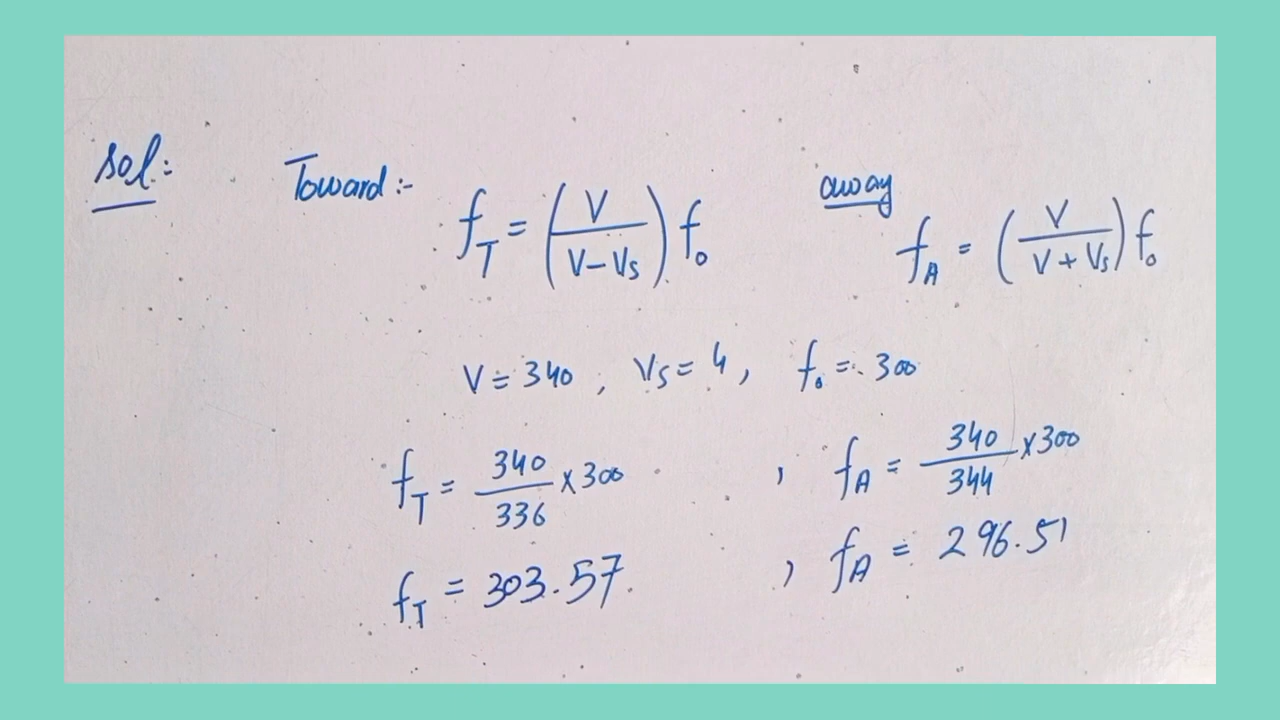 sol:
Toward :-
f_T = (V / (V - Vs)) f₀
away
f_A = (V / (V + Vs)) f₀
V = 340 , Vs = 4 , f₀ = 300
f_T = 340/336 x 300 , f_A = 340/344 x 300
f_T = 303.57 , f_A = 296.51